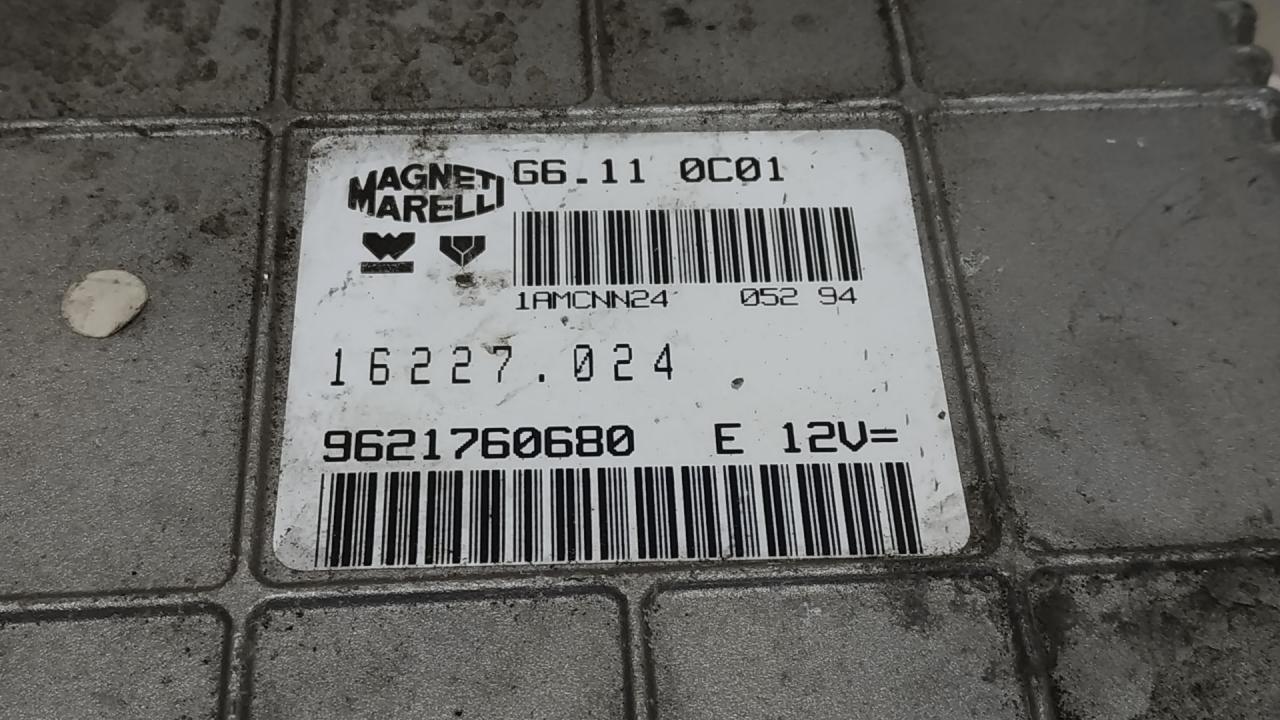 MAGNETI
MARELLI
G6.11 0C01
1AMCNN24 052 94
16227.024
9621760680 E 12V=